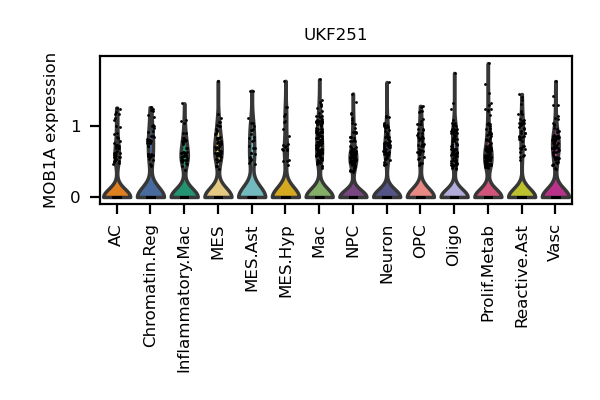 UKF251
MOB1A expression
1
0
AC
Chromatin.Reg
Inflammatory.Mac
MES
MES.Ast
MES.Hyp
Mac
NPC
Neuron
OPC
Oligo
Prolif.Metab
Reactive.Ast
Vasc